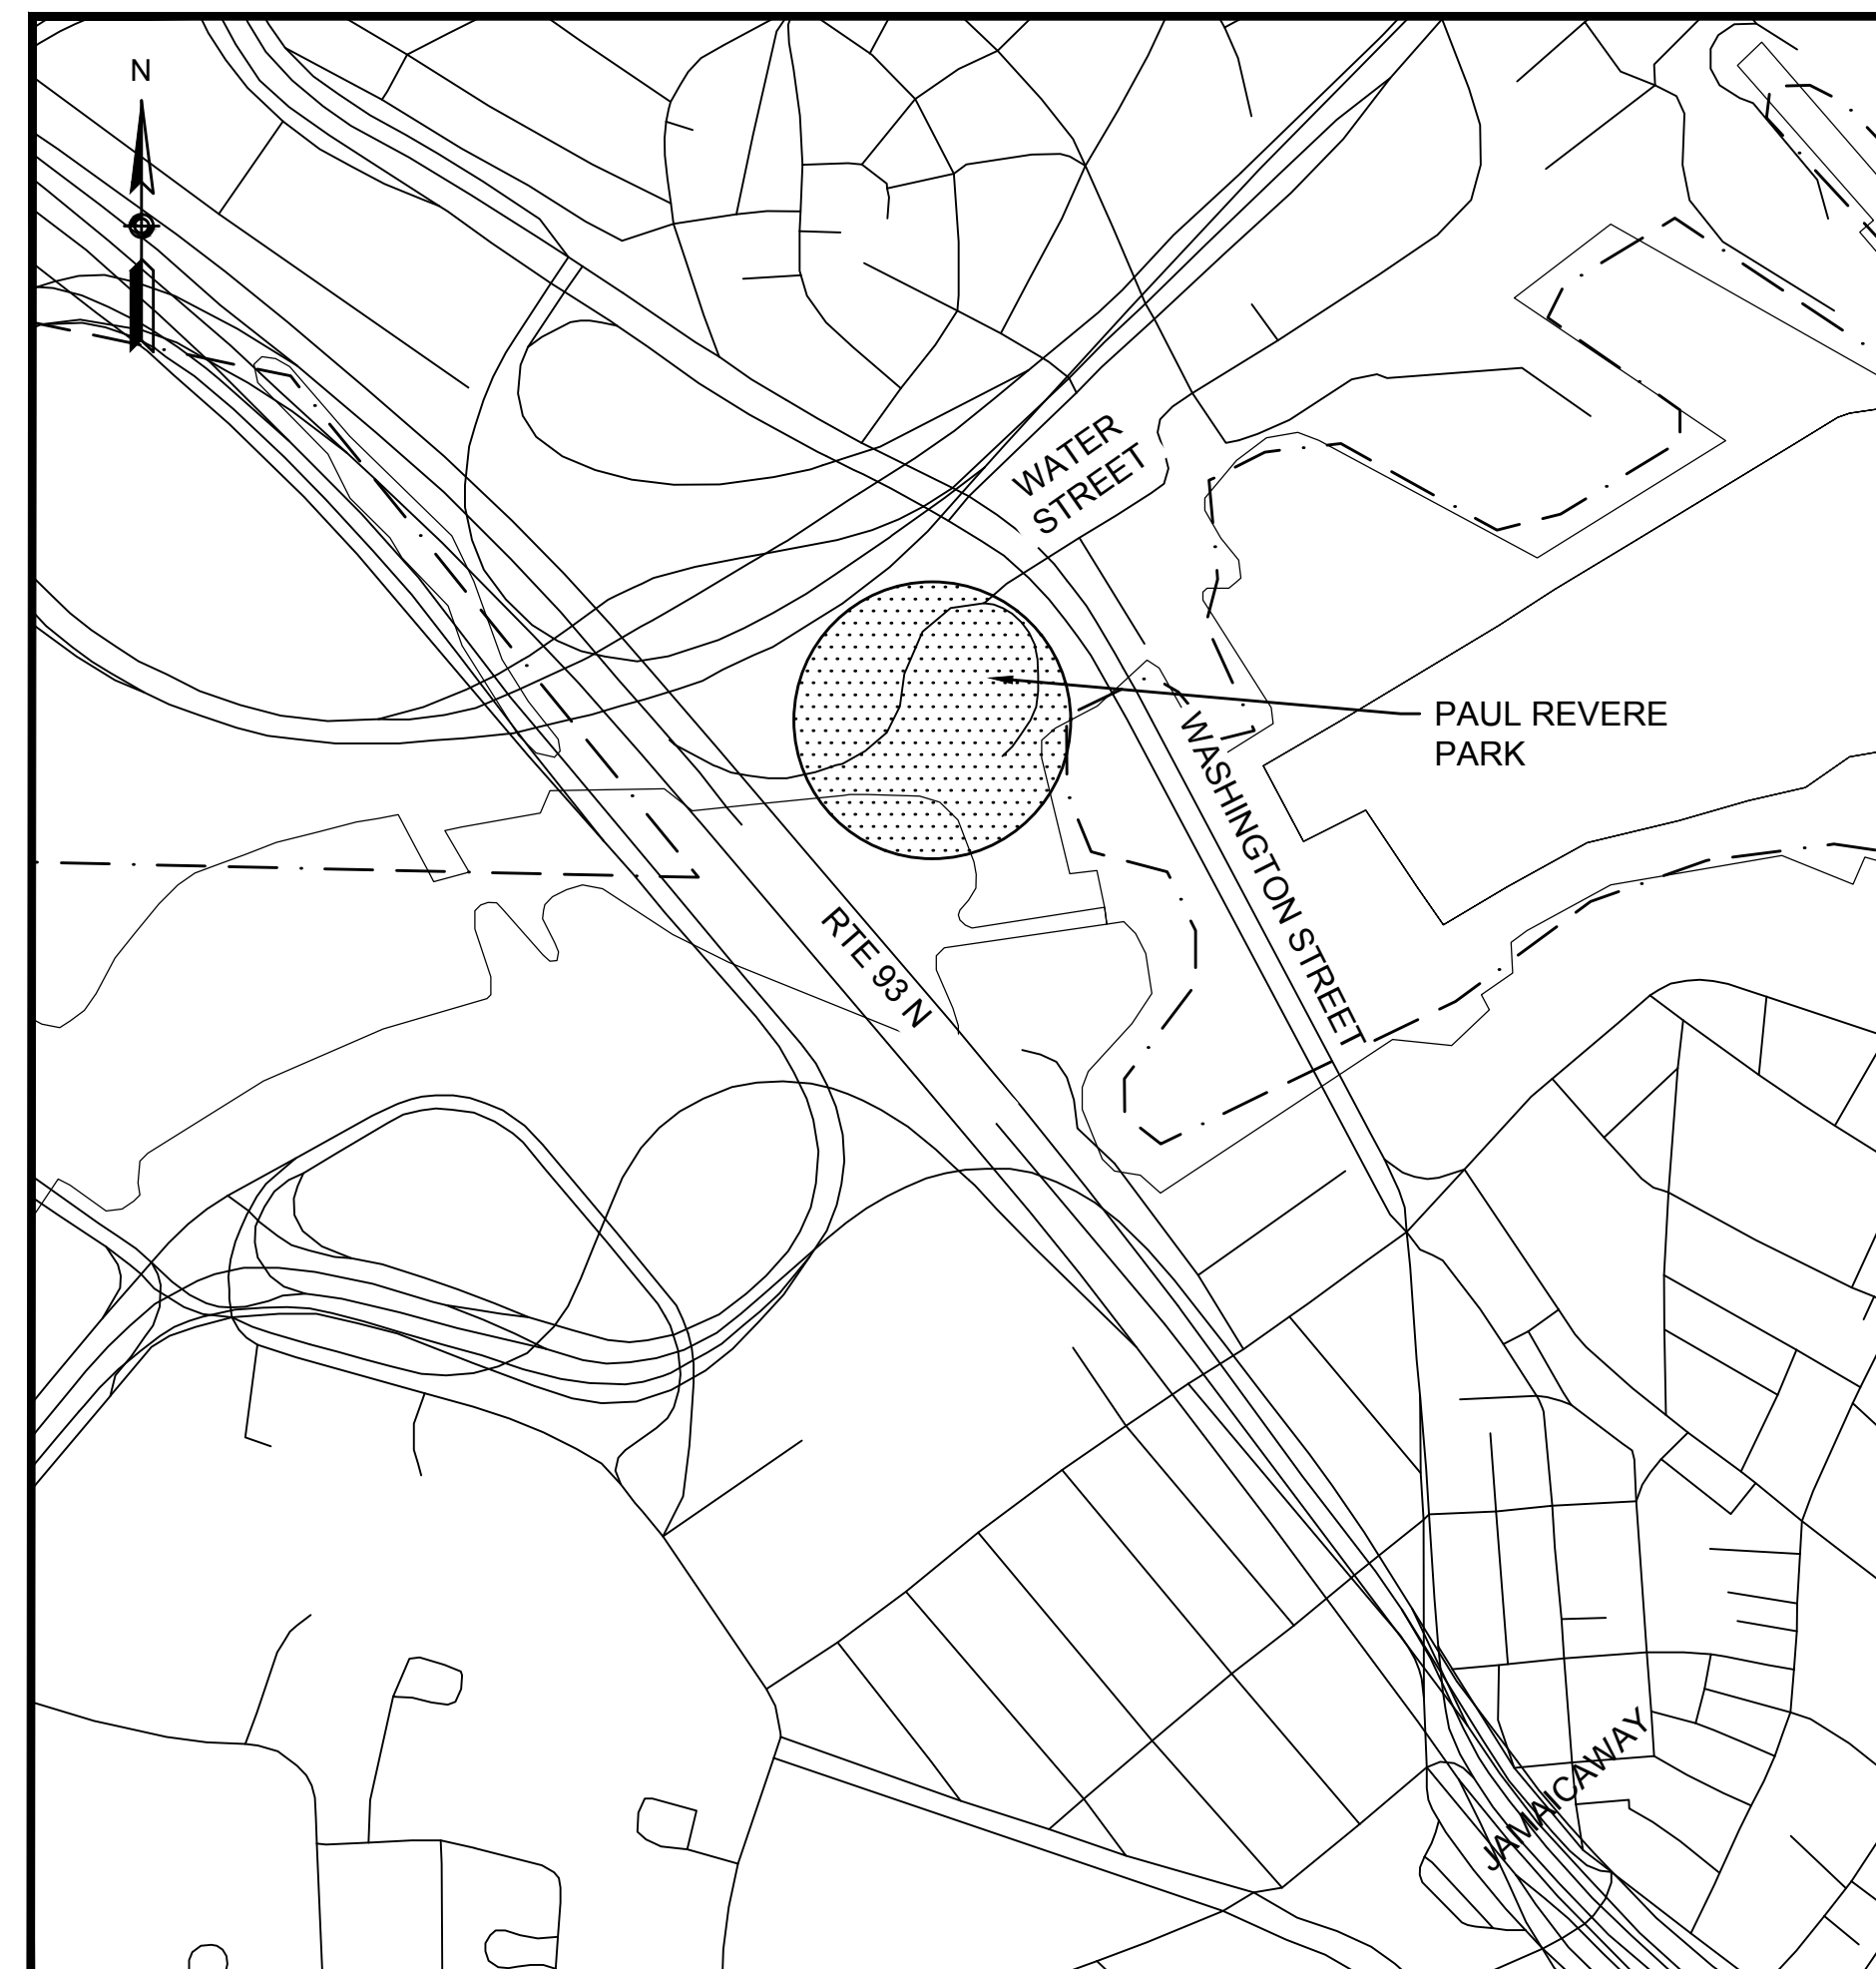 N
WATER
STREET
PAUL REVERE
PARK
WASHINGTON STREET
RTE 93 N
JAMAICAWAY